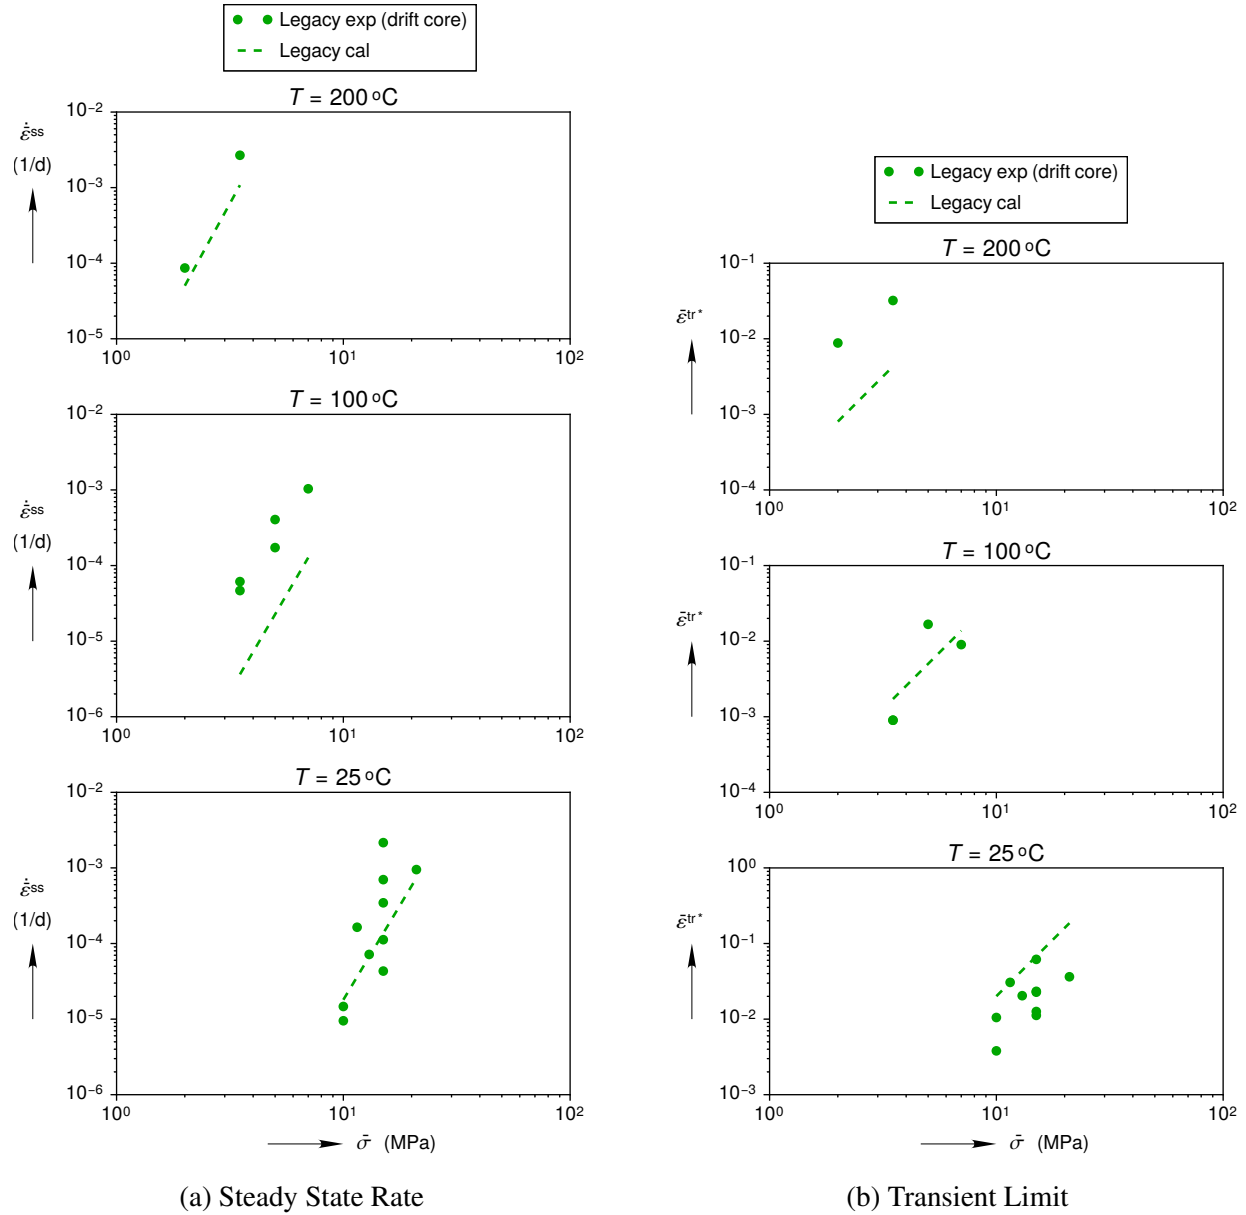 Legacy exp (drift core)
Legacy cal
T = 200 °C
10⁻²
10⁻³
10⁻⁴
10⁻⁵
10⁰ 10¹ 10²
ε̄̇ˢˢ
(1/d)
T = 100 °C
10⁻²
10⁻³
10⁻⁴
10⁻⁵
10⁻⁶
10⁰ 10¹ 10²
ε̄̇ˢˢ
(1/d)
T = 25 °C
10⁻²
10⁻³
10⁻⁴
10⁻⁵
10⁻⁶
10⁰ 10¹ 10²
ε̄̇ˢˢ
(1/d)
σ̄ (MPa)
(a) Steady State Rate
Legacy exp (drift core)
Legacy cal
T = 200 °C
10⁻¹
10⁻²
10⁻³
10⁻⁴
10⁰ 10¹ 10²
ε̄ᵗʳ*
T = 100 °C
10⁻¹
10⁻²
10⁻³
10⁻⁴
10⁰ 10¹ 10²
ε̄ᵗʳ*
T = 25 °C
10⁰
10⁻¹
10⁻²
10⁻³
10⁰ 10¹ 10²
ε̄ᵗʳ*
σ̄ (MPa)
(b) Transient Limit